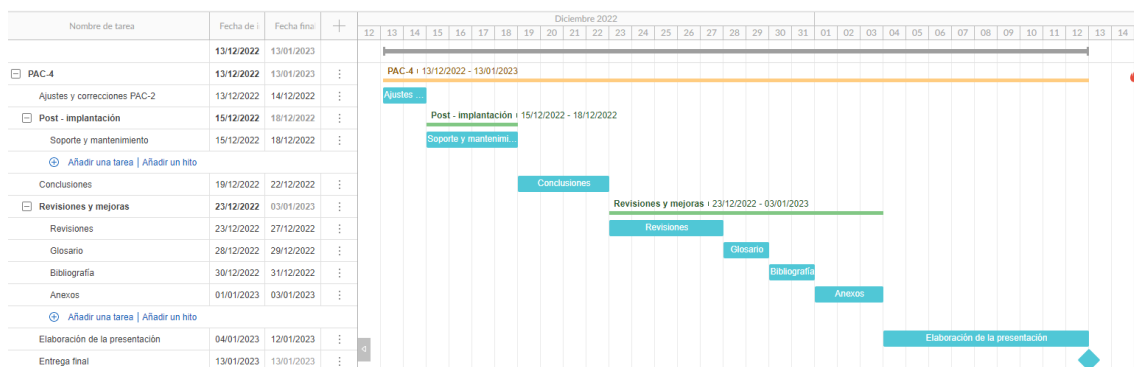 Nombre de tarea Fecha de i Fecha fina
Diciembre 2022
12 13 14 15 16 17 18 19 20 21 22 23 24 25 26 27 28 29 30 31 01 02 03 04 05 06 07 08 09 10 11 12 13 14
13/12/2022 13/01/2023
PAC-4 13/12/2022 13/01/2023 PAC-4 13/12/2022 - 13/01/2023
Ajustes y correcciones PAC-2 13/12/2022 14/12/2022 Ajustes ...
Post - implantación 15/12/2022 18/12/2022 Post - implantación 15/12/2022 - 18/12/2022
Soporte y mantenimiento 15/12/2022 18/12/2022 Soporte y mantenimi...
Añadir una tarea | Añadir un hito
Conclusiones 19/12/2022 22/12/2022 Conclusiones
Revisiones y mejoras 23/12/2022 03/01/2023 Revisiones y mejoras 23/12/2022 - 03/01/2023
Revisiones 23/12/2022 27/12/2022 Revisiones
Glosario 28/12/2022 29/12/2022 Glosario
Bibliografía 30/12/2022 31/12/2022 Bibliografía
Anexos 01/01/2023 03/01/2023 Anexos
Añadir una tarea | Añadir un hito
Elaboración de la presentación 04/01/2023 12/01/2023 Elaboración de la presentación
Entrega final 13/01/2023 13/01/2023